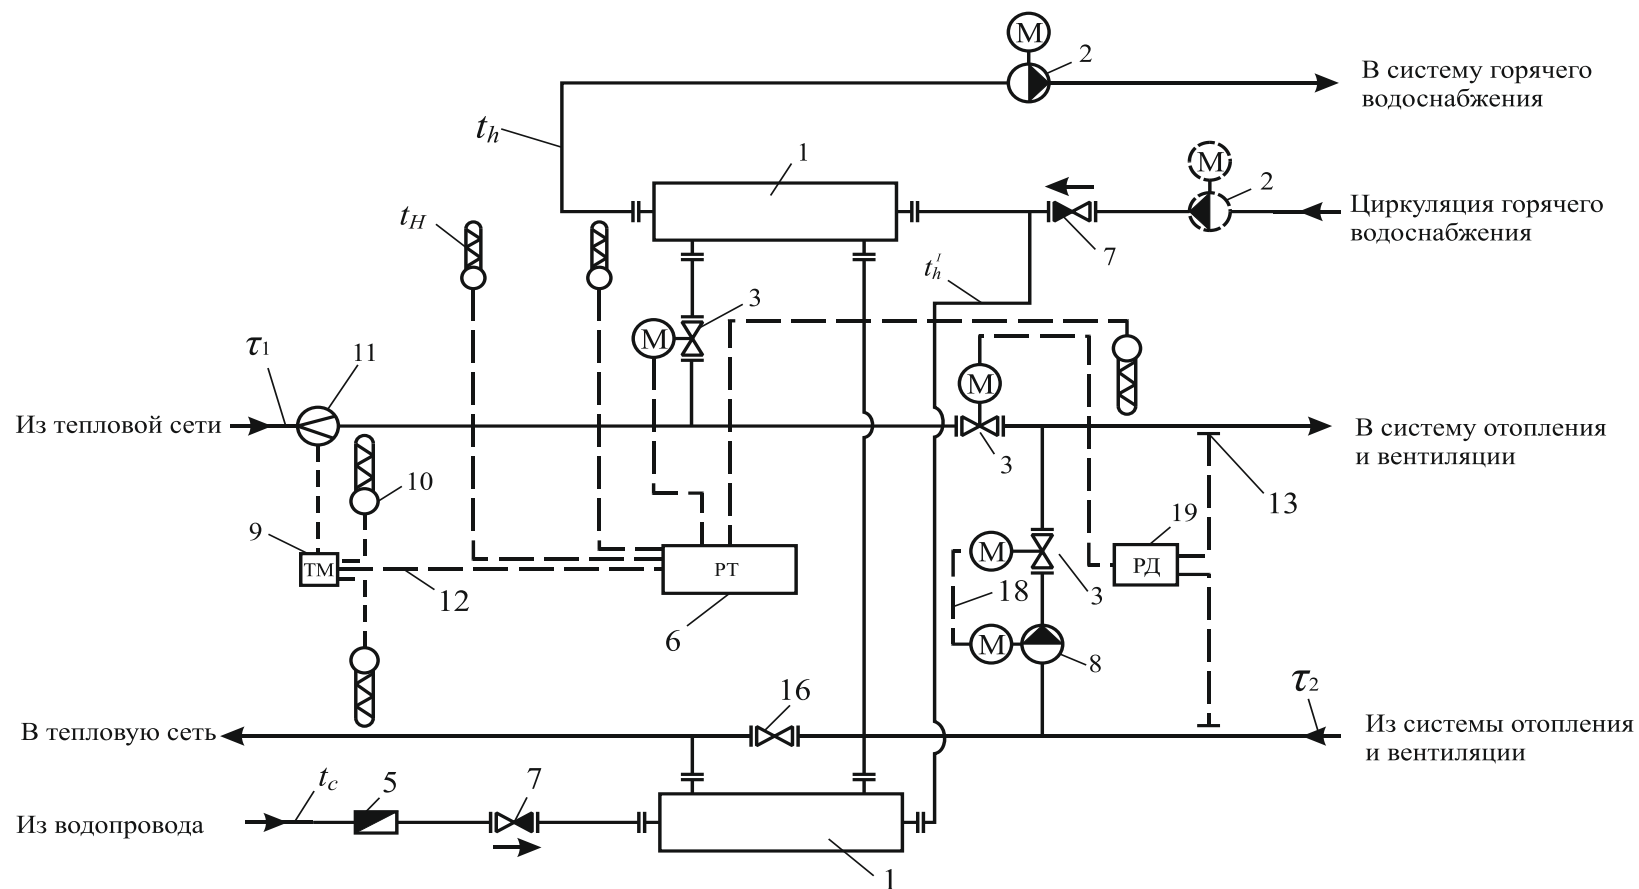 М
2
В систему горячего
водоснабжения
t_h
1
М
2
Циркуляция горячего
водоснабжения
t_H
7
t_h^I
3
М
τ1
11
М
Из тепловой сети
В систему отопления
и вентиляции
3
10
13
9
19
ТМ
РТ
М
РД
12
18
3
6
М
8
16
τ2
В тепловую сеть
Из системы отопления
и вентиляции
t_c
5
7
Из водопровода
1